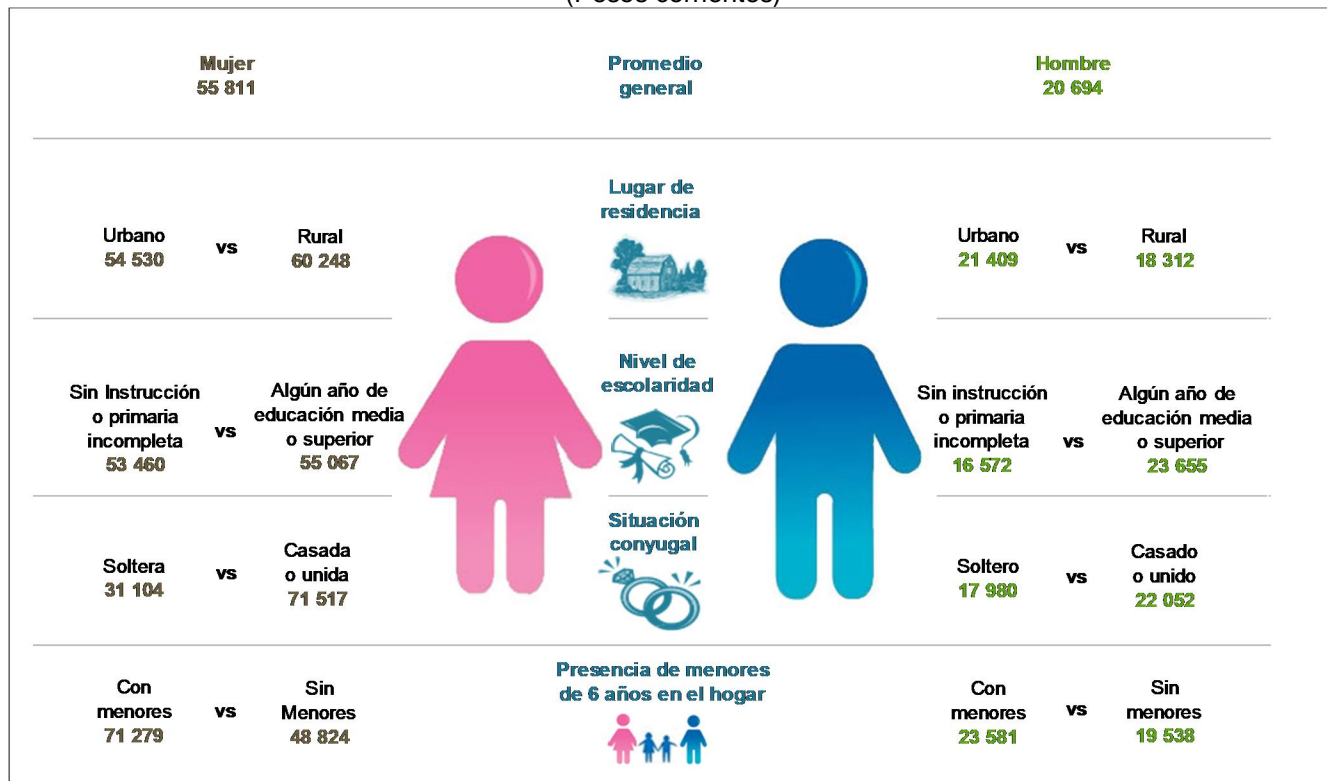 (Pesos corrientes)
Mujer
55 811
Promedio
general
Hombre
20 694
Lugar de
residencia
Urbano
54 530
vs
Rural
60 248
Urbano
21 409
vs
Rural
18 312
Nivel de
escolaridad
Sin Instrucción
o primaria
incompleta
53 460
vs
Algún año de
educación media
o superior
55 067
Sin instrucción
o primaria
incompleta
16 572
vs
Algún año de
educación media
o superior
23 655
Situación
conyugal
Soltera
31 104
vs
Casada
o unida
71 517
Soltero
17 980
vs
Casado
o unido
22 052
Presencia de menores
de 6 años en el hogar
Con
menores
71 279
vs
Sin
Menores
48 824
Con
menores
23 581
vs
Sin
menores
19 538